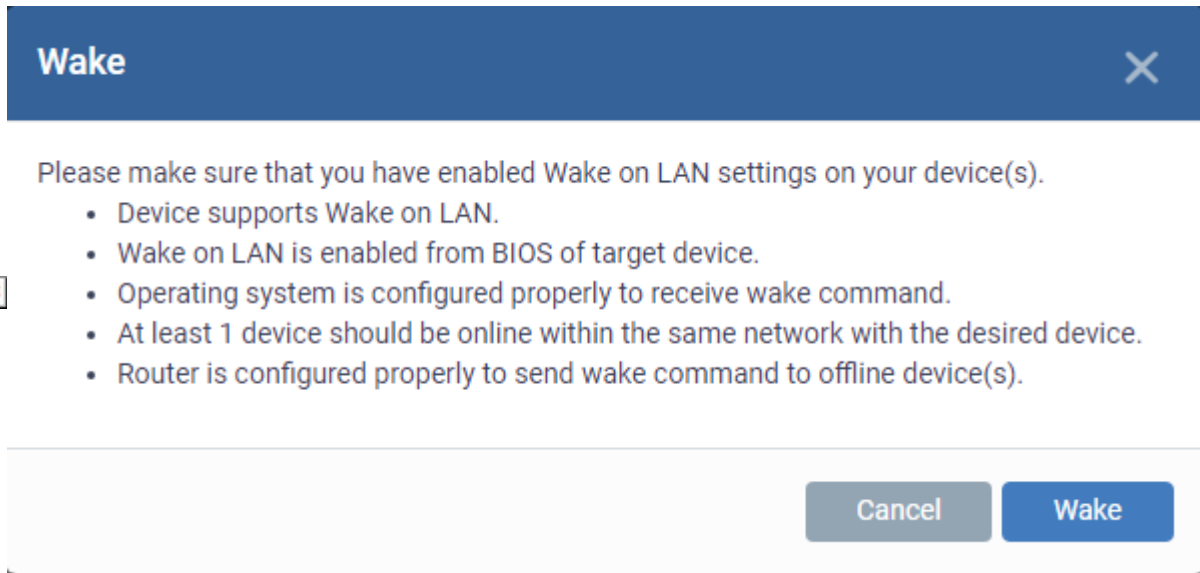 Wake
Please make sure that you have enabled Wake on LAN settings on your device(s).
• Device supports Wake on LAN.
• Wake on LAN is enabled from BIOS of target device.
• Operating system is configured properly to receive wake command.
• At least 1 device should be online within the same network with the desired device.
• Router is configured properly to send wake command to offline device(s).
Cancel Wake